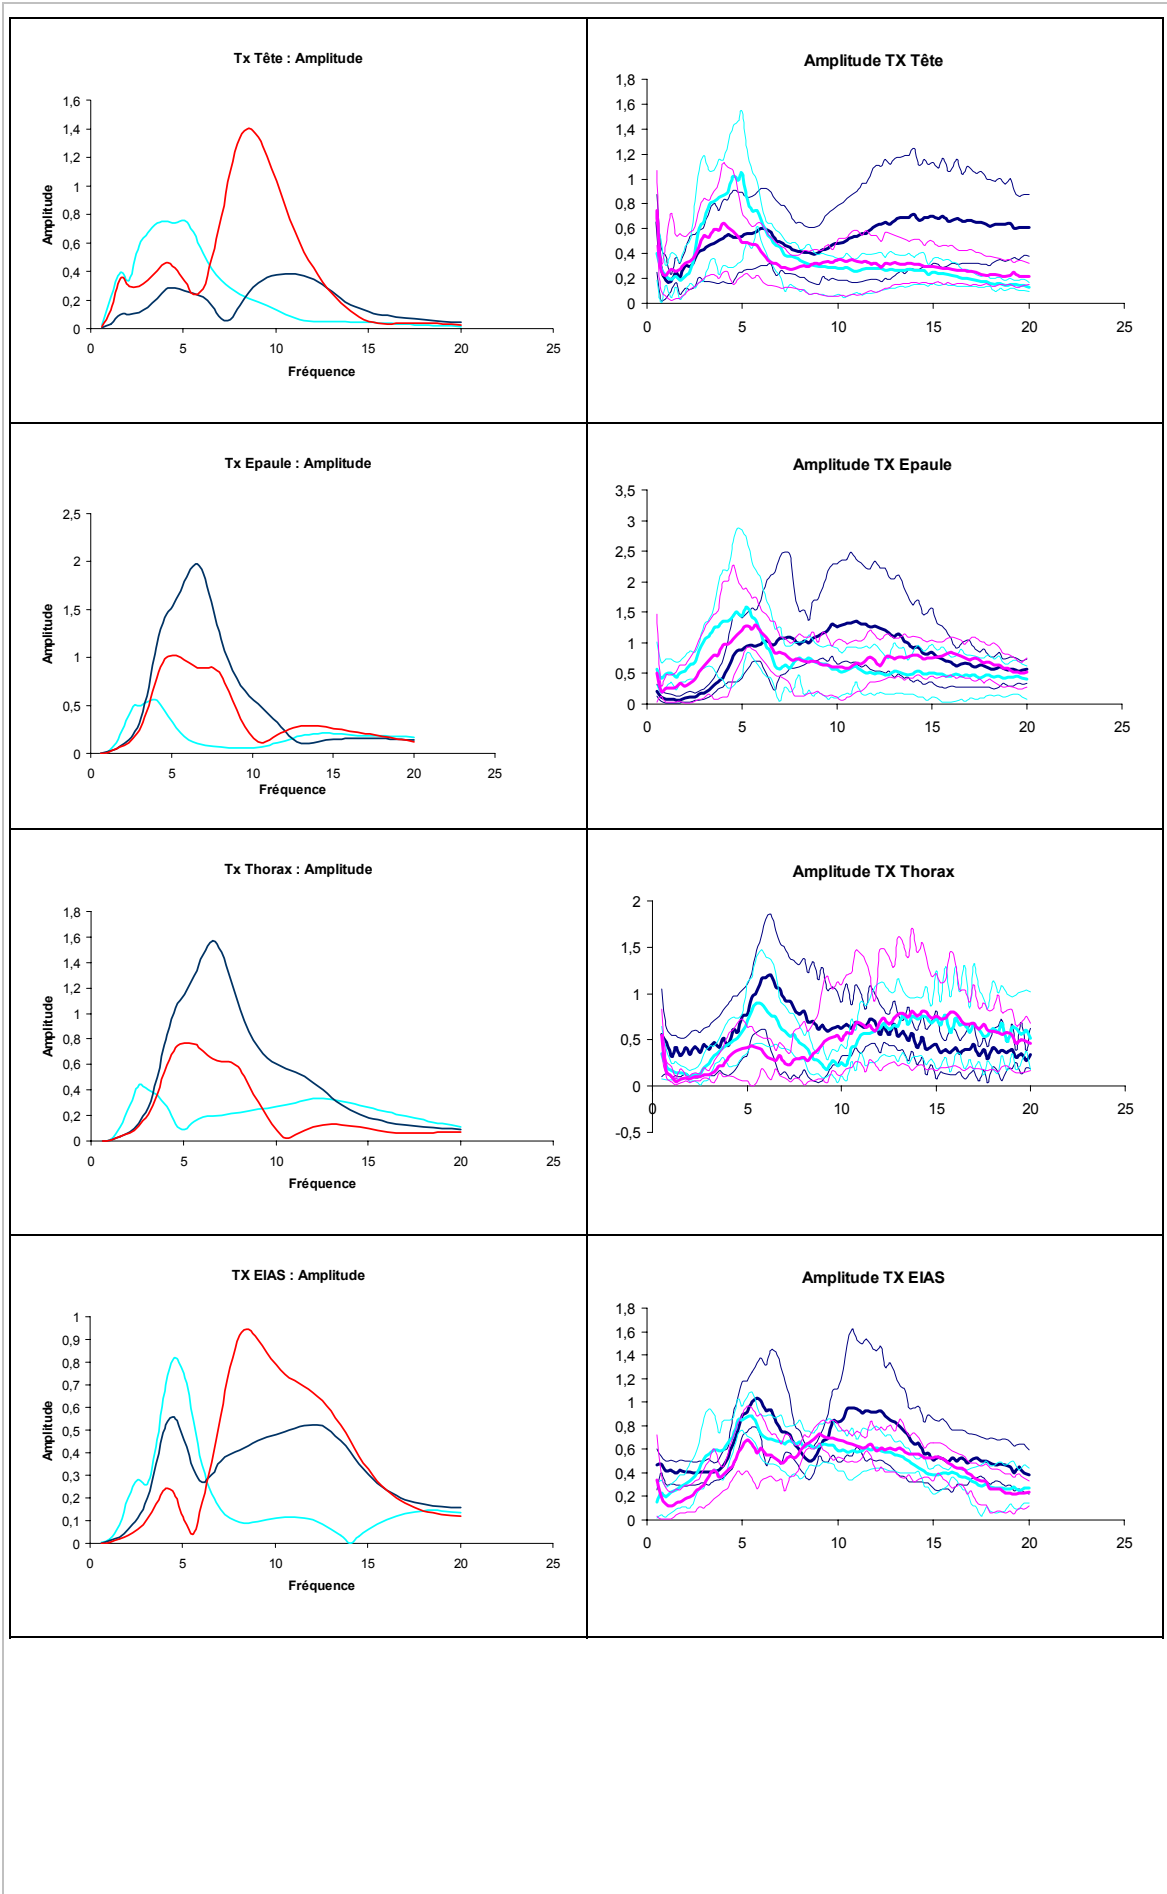 Tx Tête : Amplitude
1,6
1,4
1,2
1
0,8
0,6
0,4
0,2
0
Amplitude
0 5 10 15 20 25
Fréquence
Amplitude TX Tête
1,8
1,6
1,4
1,2
1
0,8
0,6
0,4
0,2
0
0 5 10 15 20 25
Tx Epaule : Amplitude
2,5
2
1,5
1
0,5
0
Amplitude
0 5 10 15 20 25
Fréquence
Amplitude TX Epaule
3,5
3
2,5
2
1,5
1
0,5
0
0 5 10 15 20 25
Tx Thorax : Amplitude
1,8
1,6
1,4
1,2
1
0,8
0,6
0,4
0,2
0
Amplitude
0 5 10 15 20 25
Fréquence
Amplitude TX Thorax
2
1,5
1
0,5
0
-0,5
0 5 10 15 20 25
TX EIAS : Amplitude
1
0,9
0,8
0,7
0,6
0,5
0,4
0,3
0,2
0,1
0
Amplitude
0 5 10 15 20 25
Fréquence
Amplitude TX EIAS
1,8
1,6
1,4
1,2
1
0,8
0,6
0,4
0,2
0
0 5 10 15 20 25